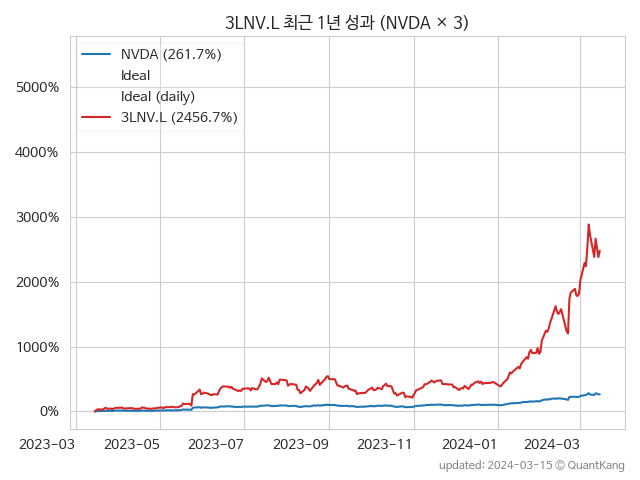 3LNV.L 최근 1년 성과 (NVDA × 3)
NVDA (261.7%)
Ideal
Ideal (daily)
3LNV.L (2456.7%)
5000%
4000%
3000%
2000%
1000%
0%
2023-03 2023-05 2023-07 2023-09 2023-11 2024-01 2024-03
updated: 2024-03-15 © QuantKang